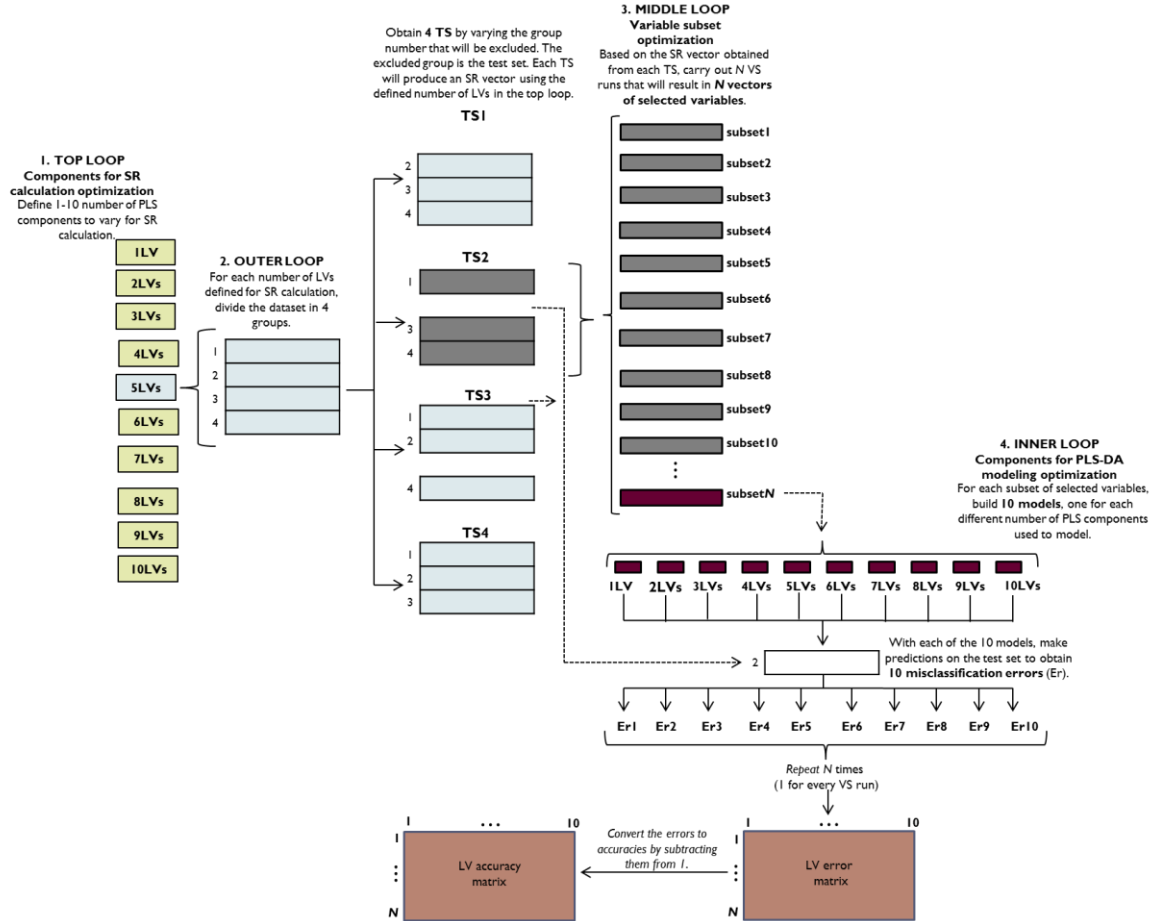 1. TOP LOOP
Components for SR
calculation optimization
Define 1-10 number of PLS
components to vary for SR
calculation.
1LV
2LVs
3LVs
4LVs
5LVs
6LVs
7LVs
8LVs
9LVs
10LVs
2. OUTER LOOP
For each number of LVs
defined for SR calculation,
divide the dataset in 4
groups.
1
2
3
4
Obtain 4 TS by varying the group
number that will be excluded. The
excluded group is the test set. Each TS
will produce an SR vector using the
defined number of LVs in the top loop.
TS1
2
3
4
TS2
1
3
4
TS3
1
2
4
TS4
1
2
3
3. MIDDLE LOOP
Variable subset
optimization
Based on the SR vector obtained
from each TS, carry out N VS
runs that will result in N vectors
of selected variables.
subset1
subset2
subset3
subset4
subset5
subset6
subset7
subset8
subset9
subset10
⋮
subsetN
4. INNER LOOP
Components for PLS-DA
modeling optimization
For each subset of selected variables,
build 10 models, one for each
different number of PLS components
used to model.
1LV 2LVs 3LVs 4LVs 5LVs 6LVs 7LVs 8LVs 9LVs 10LVs
2
With each of the 10 models, make
predictions on the test set to obtain
10 misclassification errors (Er).
Er1 Er2 Er3 Er4 Er5 Er6 Er7 Er8 Er9 Er10
Repeat N times
(1 for every VS run)
1 ... 10
1
⋮
N
LV error
matrix
Convert the errors to
accuracies by subtracting
them from 1.
1 ... 10
1
⋮
N
LV accuracy
matrix